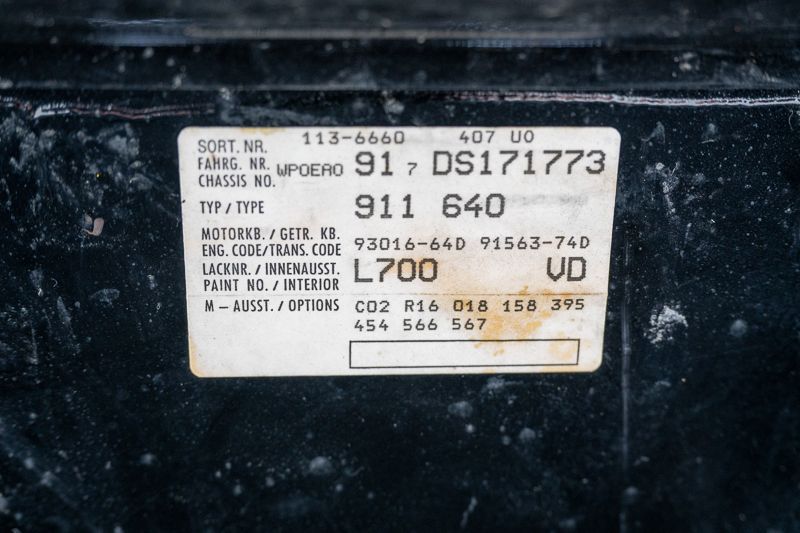 SORT. NR. 113-6660 407 U0
FAHRG. NR. CHASSIS NO. WP0EA0 91 7 DS171773
TYP / TYPE 911 640
MOTORKB. / GETR. KB.
ENG. CODE/TRANS. CODE 93016-64D 91563-74D
LACKNR. / INNENAUSST.
PAINT NO. / INTERIOR L700 VD
M – AUSST. / OPTIONS C02 R16 018 158 395
454 566 567